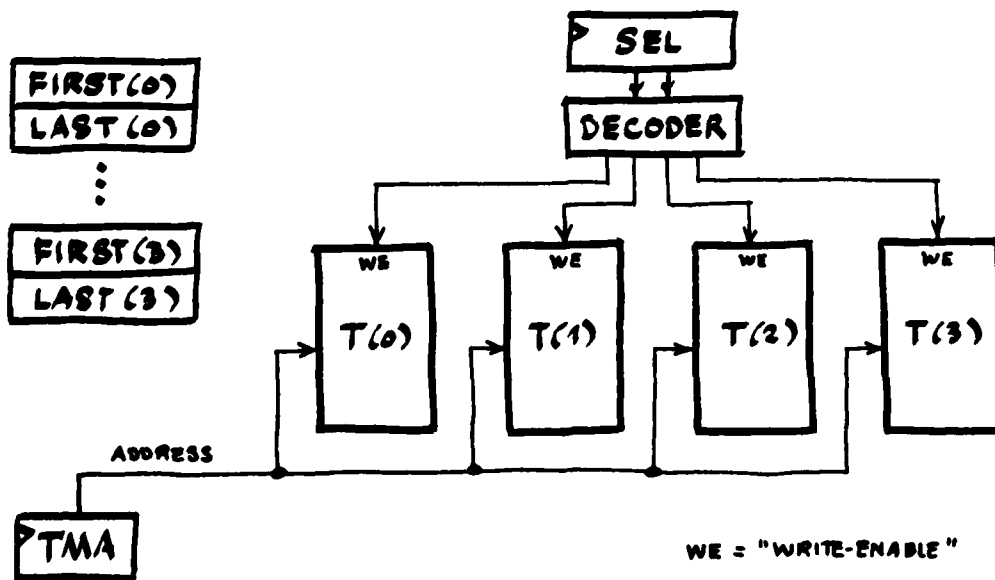 SEL
DECODER
FIRST(0)
LAST(0)
FIRST(3)
LAST(3)
WE
WE
WE
WE
T(0)
T(1)
T(2)
T(3)
ADDRESS
TMA
WE = "WRITE-ENABLE"